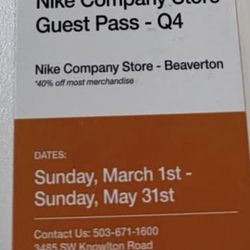 Nike Company Store
Guest Pass - Q4
Nike Company Store - Beaverton
*40% off most merchandise
DATES:
Sunday, March 1st -
Sunday, May 31st
Contact Us: 503-671-1600
3485 SW Knowlton Road